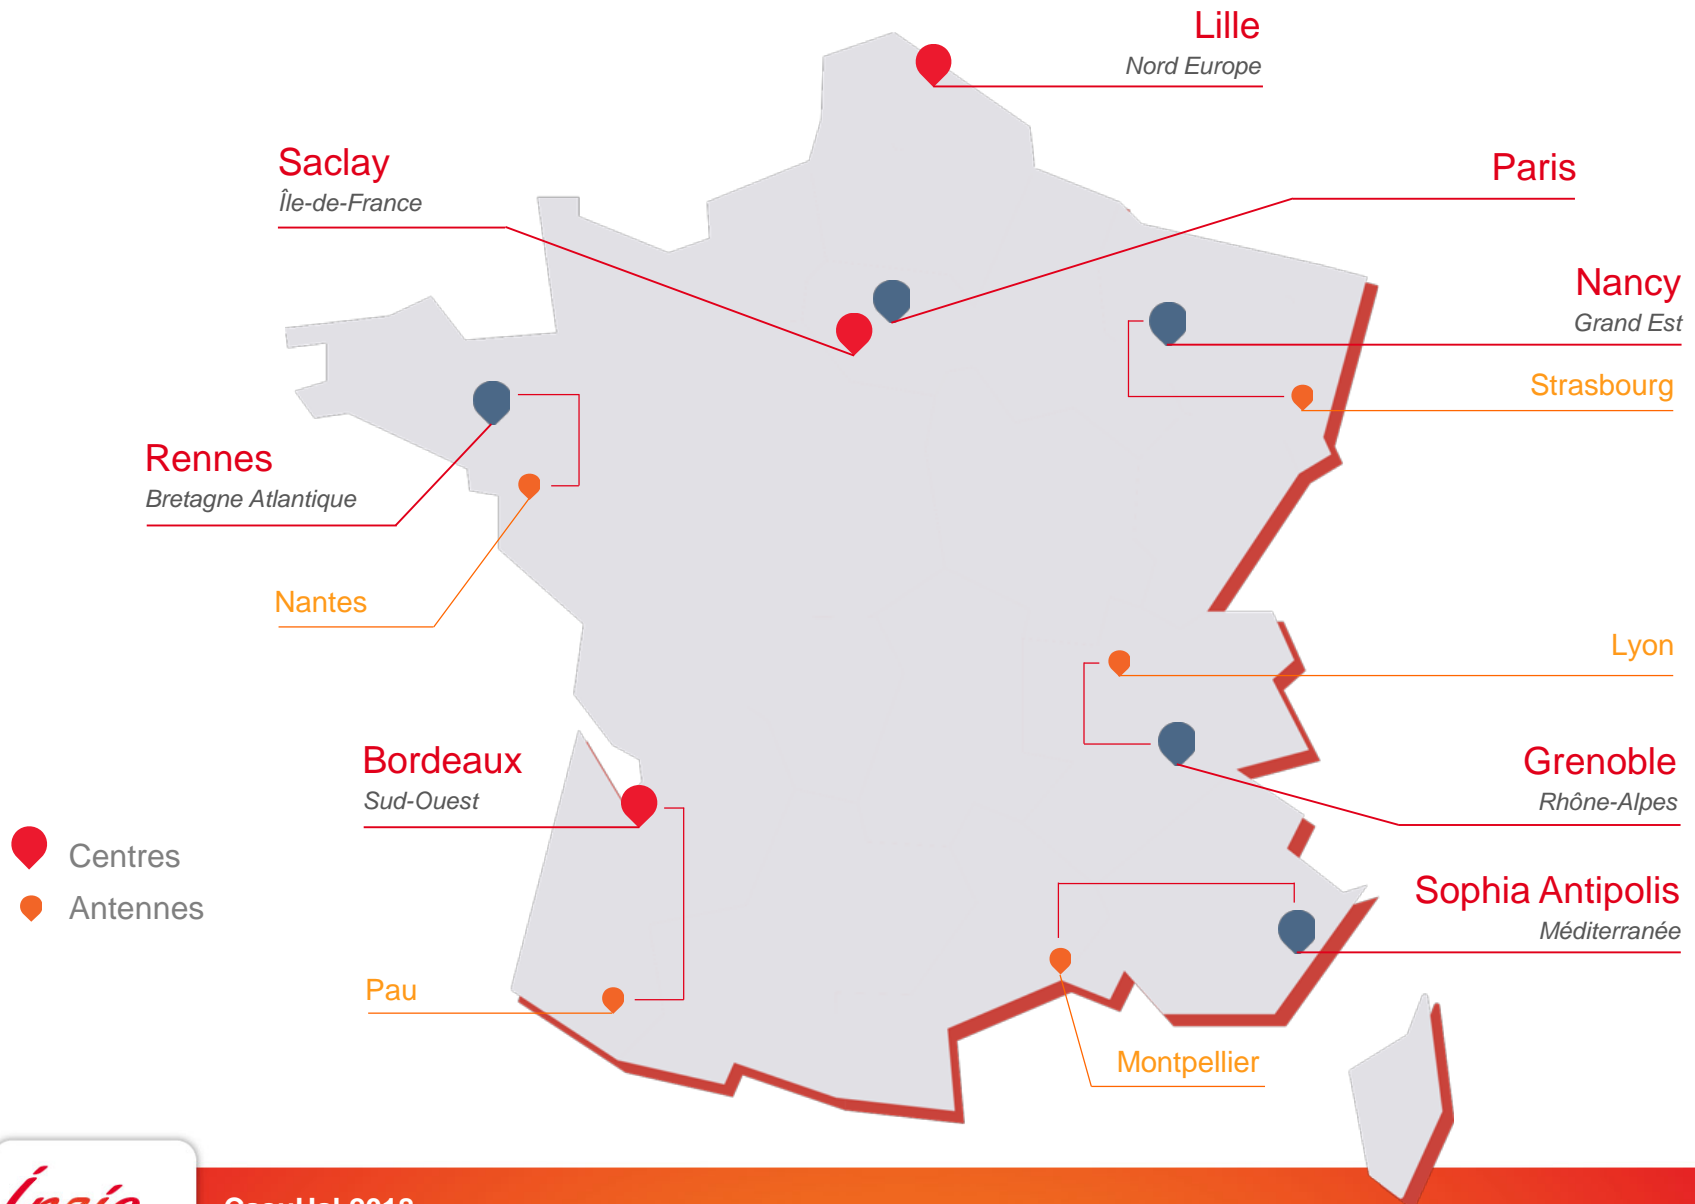 Lille
Nord Europe
Saclay
Île-de-France
Paris
Nancy
Grand Est
Strasbourg
Rennes
Bretagne Atlantique
Nantes
Lyon
Bordeaux
Sud-Ouest
Grenoble
Rhône-Alpes
Centres
Antennes
Sophia Antipolis
Méditerranée
Pau
Montpellier